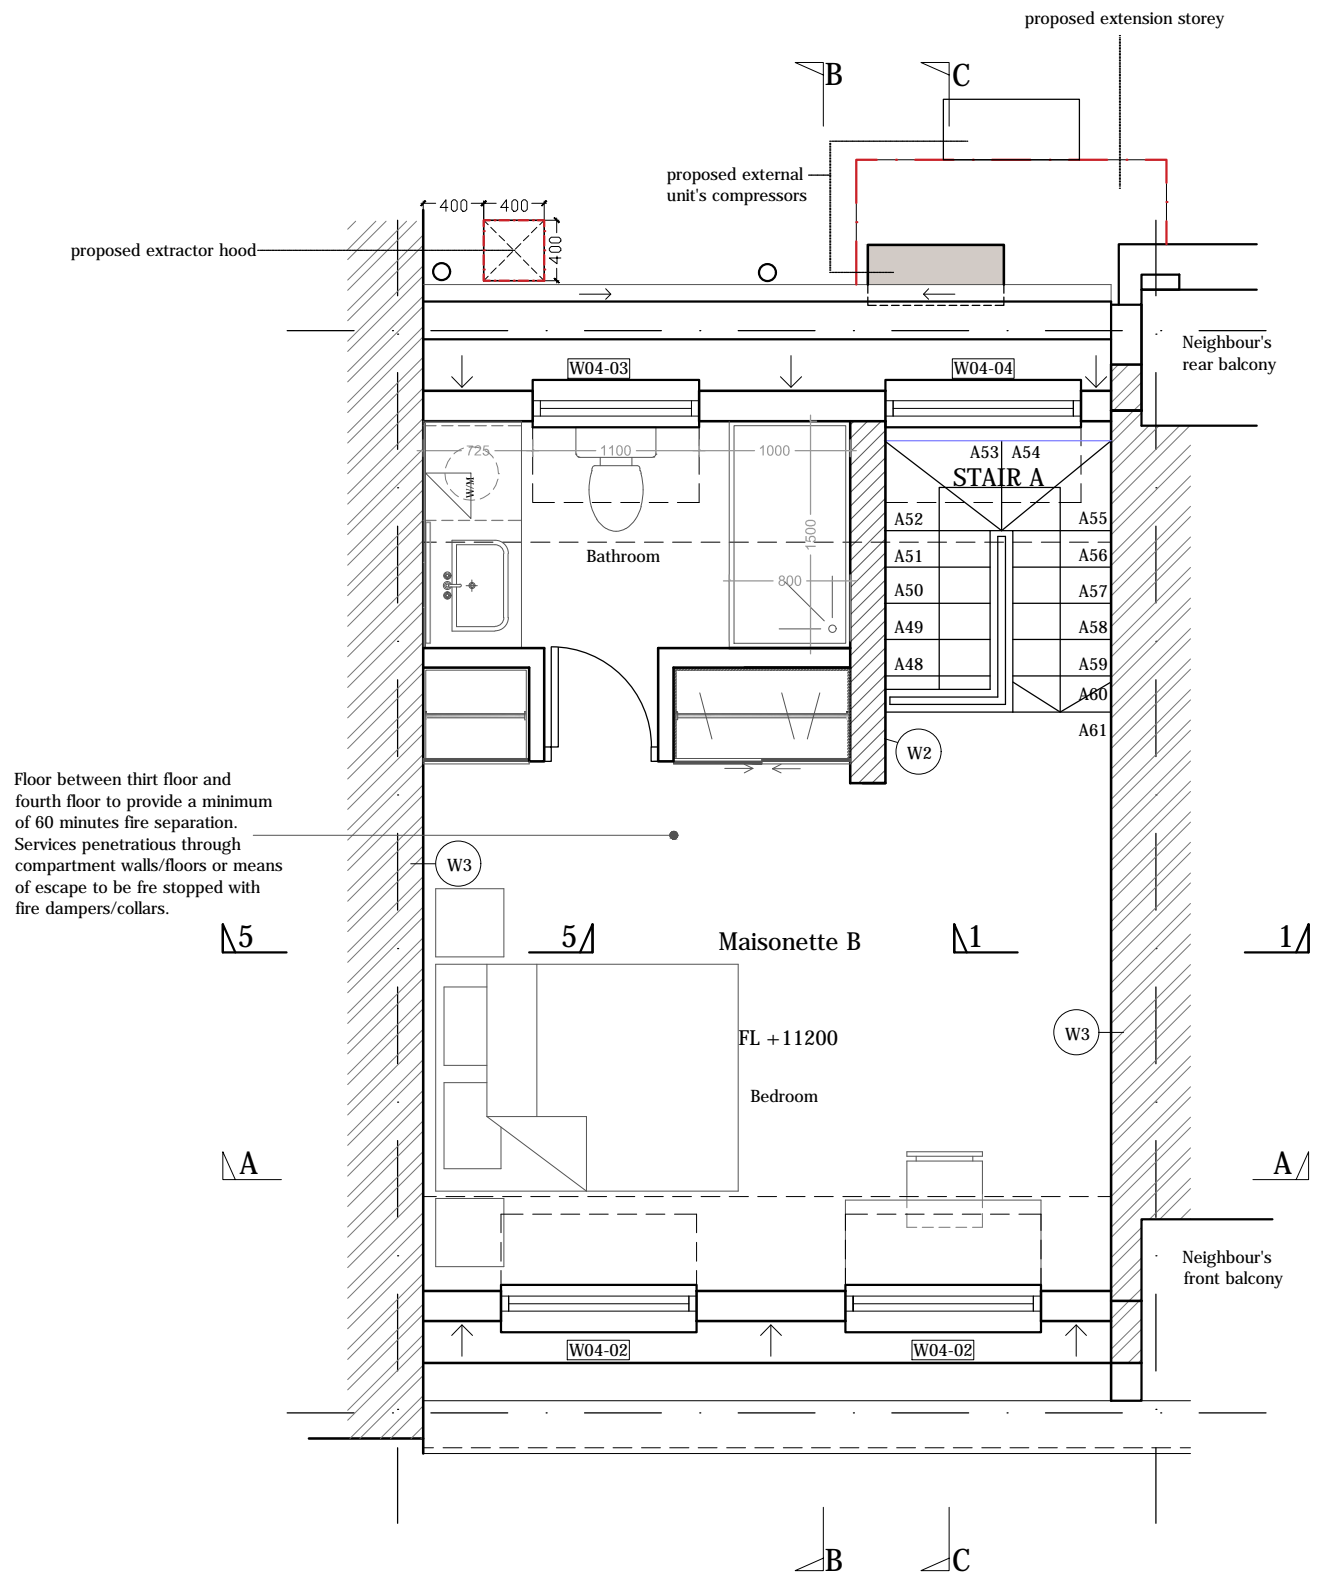 proposed extension storey
B
C
proposed external
unit's compressors
400
400
400
proposed extractor hood
Neighbour's
rear balcony
W04-03
W04-04
725
1100
1000
A53
A54
STAIR A
W/M
A52
A55
1500
Bathroom
A51
A56
800
A50
A57
A49
A58
A48
A59
A60
A61
W2
Floor between thirt floor and
fourth floor to provide a minimum
of 60 minutes fire separation.
Services penetratious through
compartment walls/floors or means
of escape to be fre stopped with
fire dampers/collars.
W3
5
5
Maisonette B
1
1
FL +11200
W3
Bedroom
A
A
Neighbour's
front balcony
W04-02
W04-02
B
C